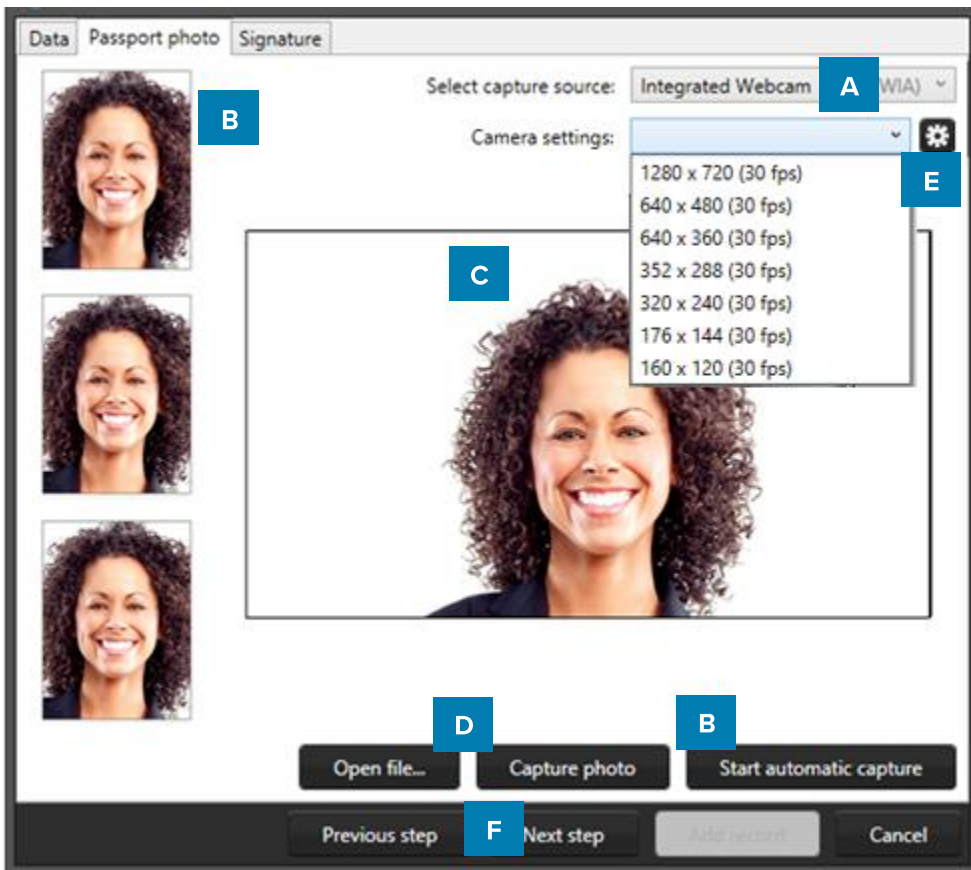 Data Passport photo Signature
B
Select capture source: Integrated Webcam A WIA)
Camera settings:
E
1280 x 720 (30 fps)
640 x 480 (30 fps)
640 x 360 (30 fps)
352 x 288 (30 fps)
320 x 240 (30 fps)
176 x 144 (30 fps)
160 x 120 (30 fps)
C
D B
Open file... Capture photo Start automatic capture
Previous step F Next step Add record Cancel